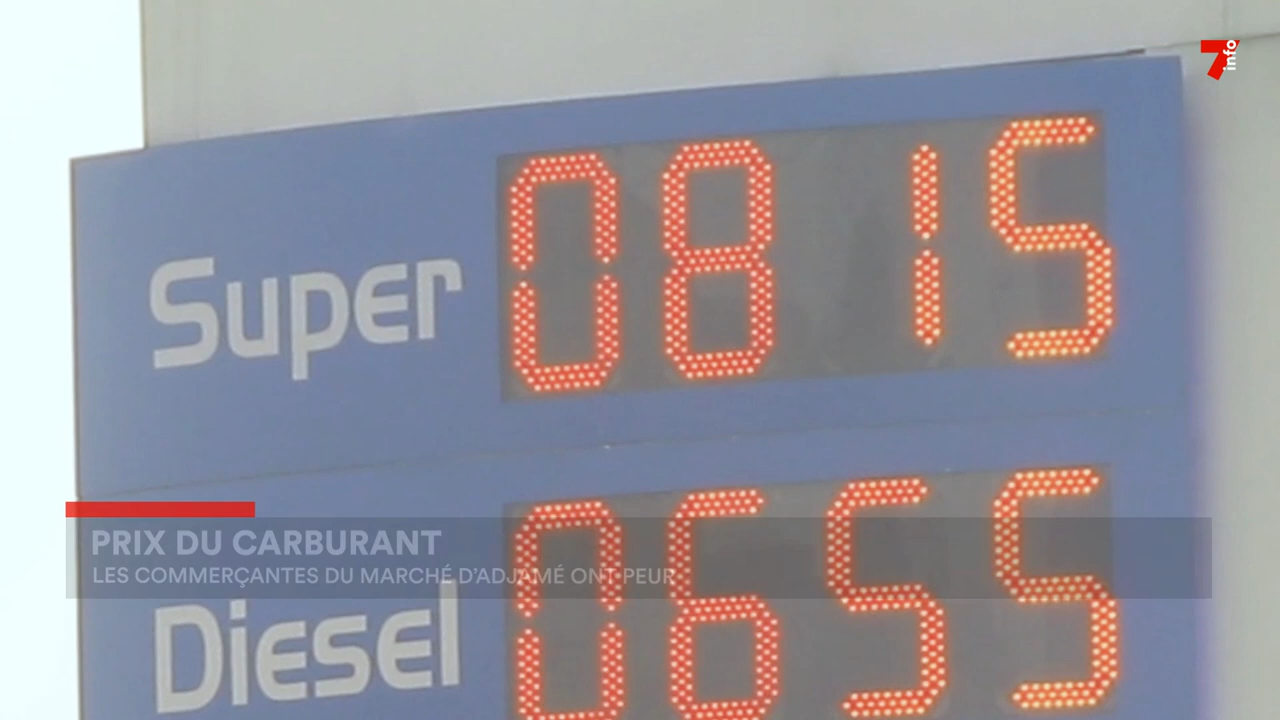 7 info
Super 0815
PRIX DU CARBURANT
LES COMMERÇANTES DU MARCHÉ D'ADJAMÉ ONT PEUR
Diesel 0655